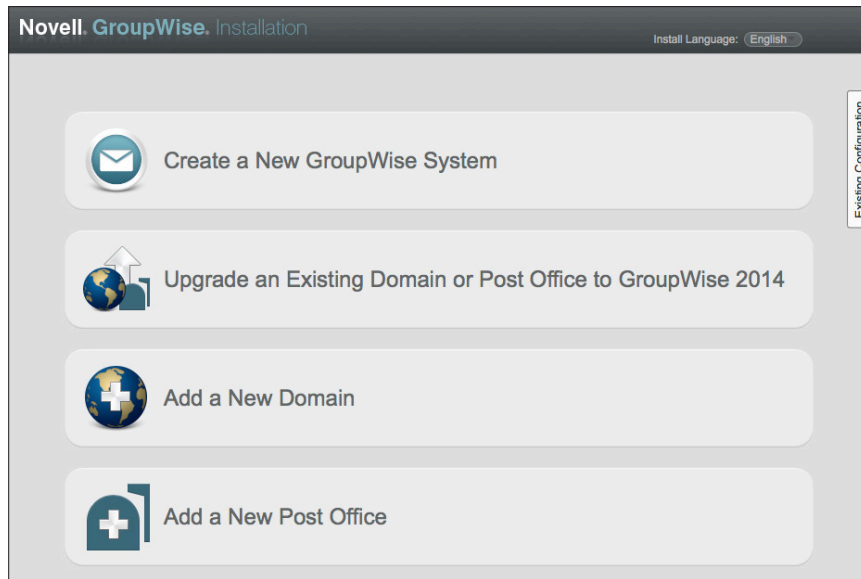 Novell. GroupWise. Installation
Install Language: English
Existing Configuration
Create a New GroupWise System
Upgrade an Existing Domain or Post Office to GroupWise 2014
Add a New Domain
Add a New Post Office